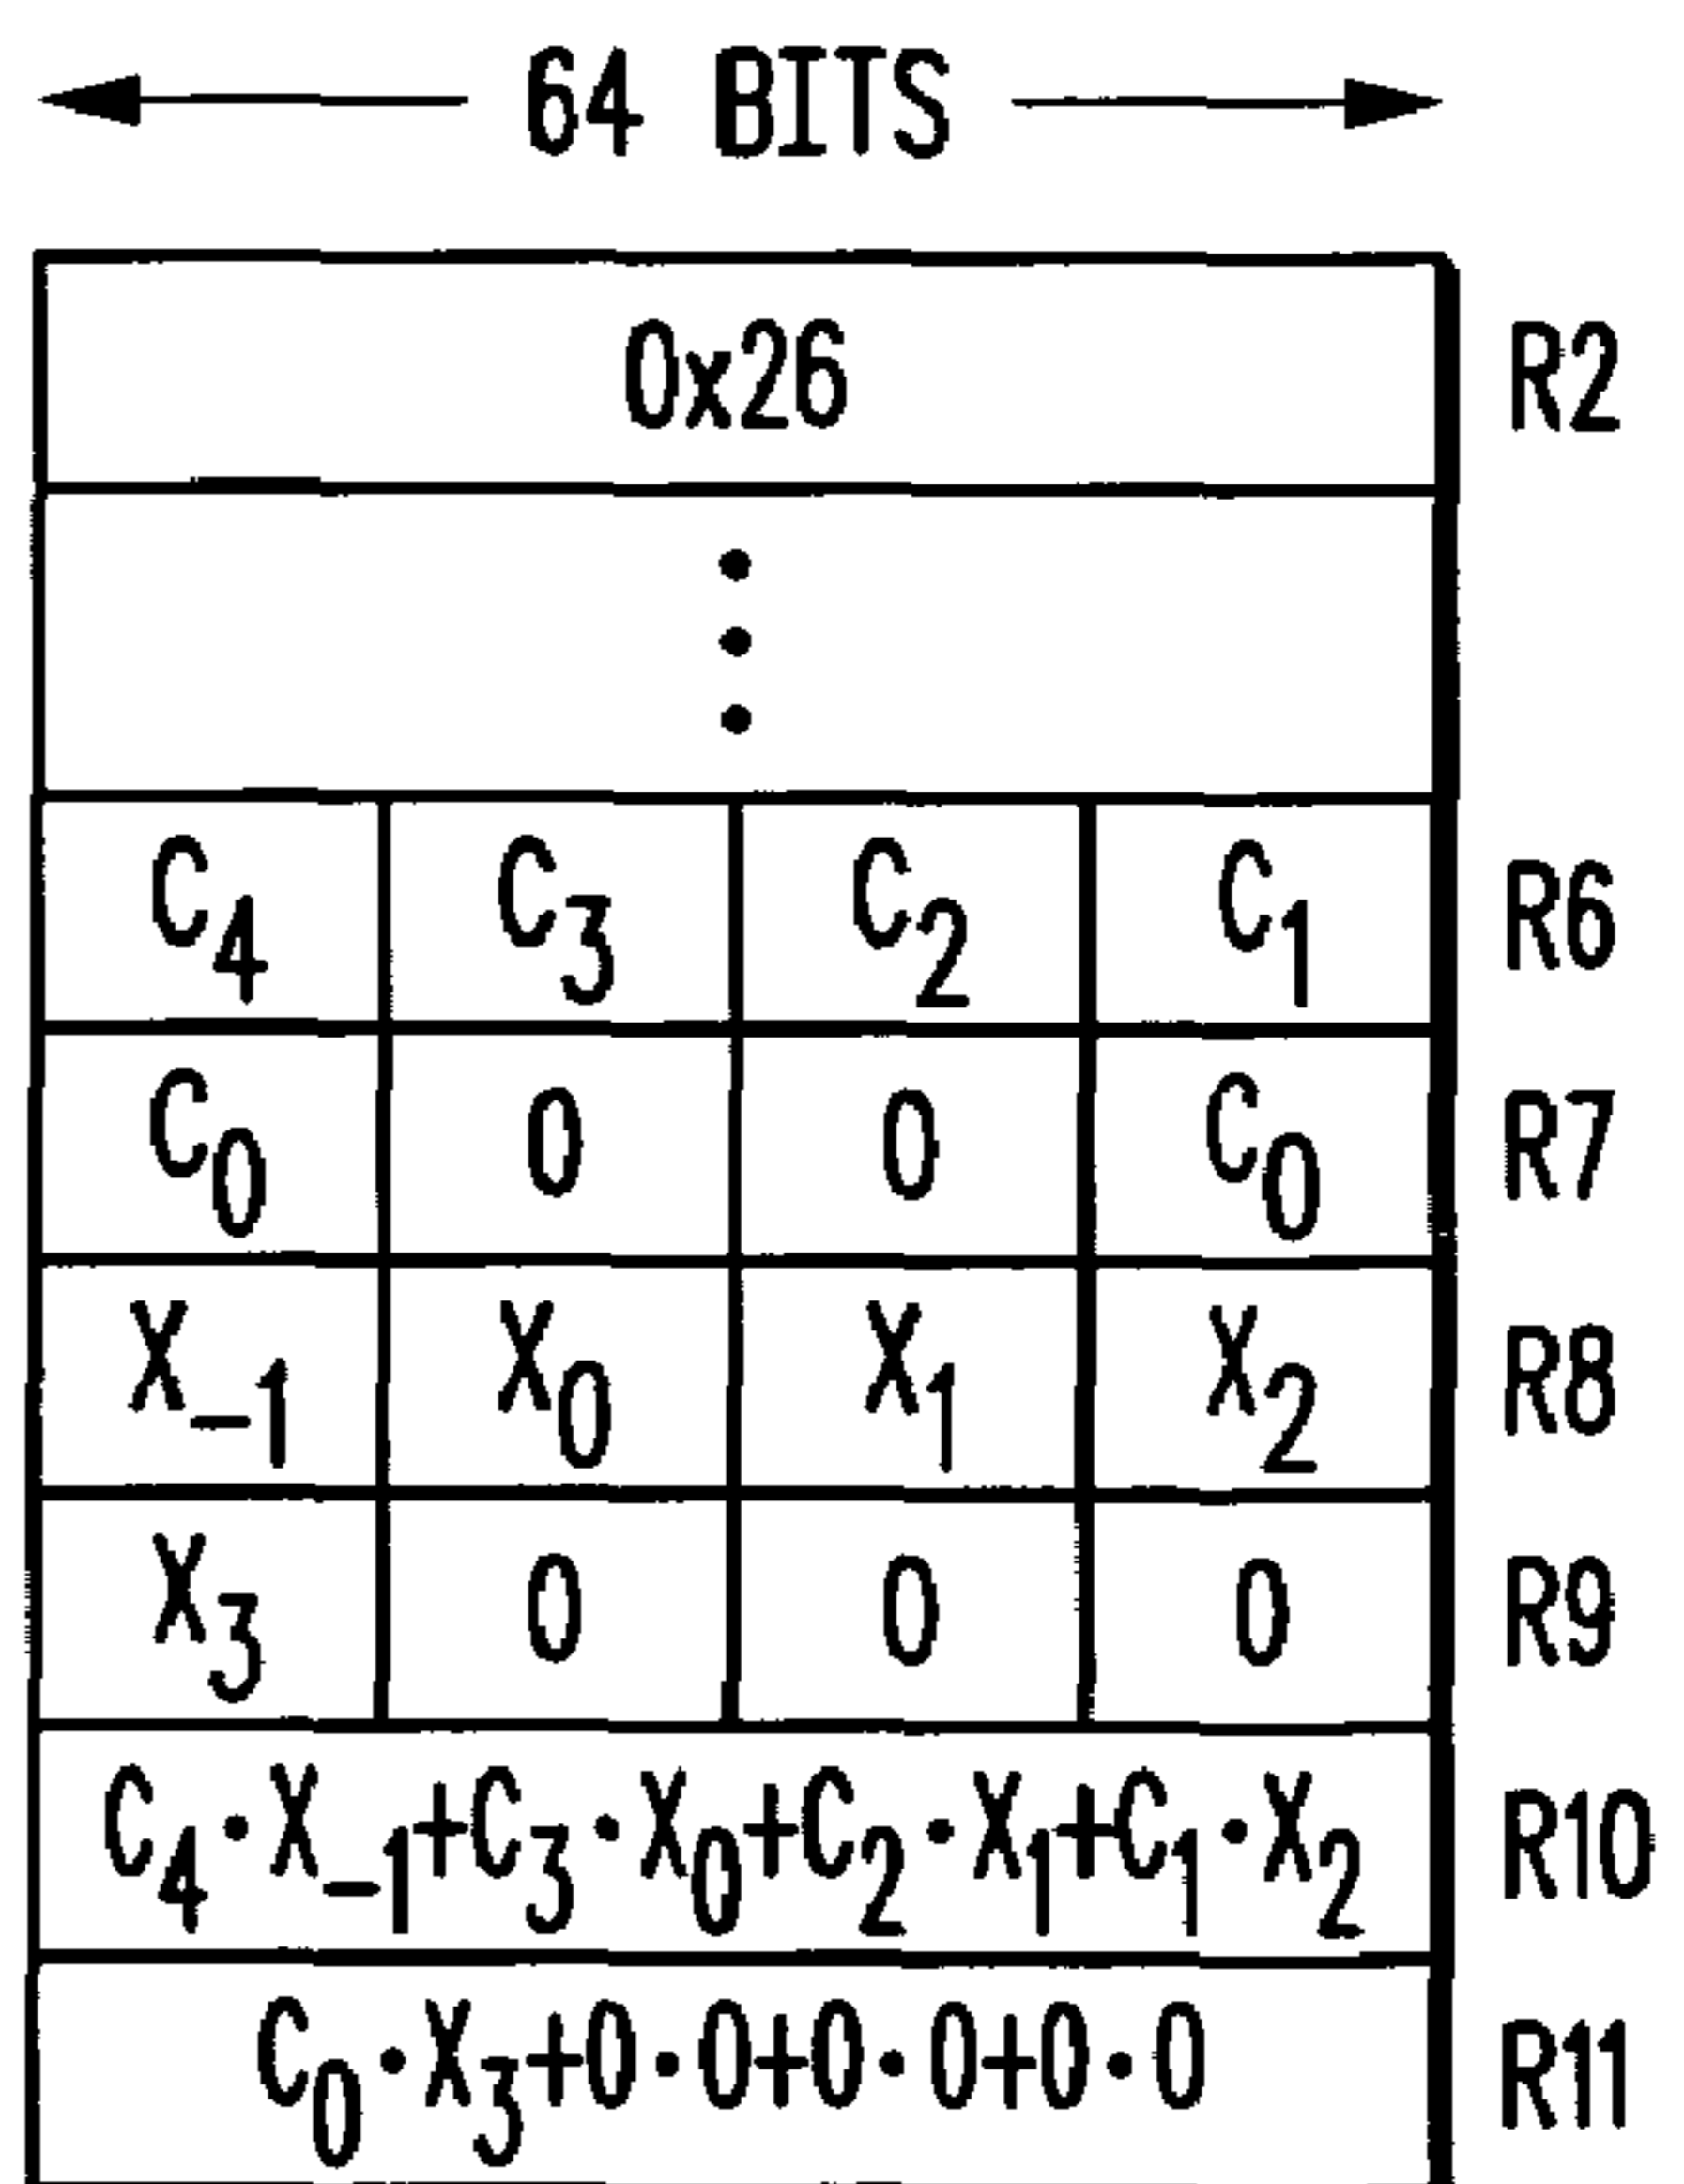 64 BITS
0x26 R2
C4 C3 C2 C1 R6
C0 0 0 C0 R7
X-1 X0 X1 X2 R8
X3 0 0 0 R9
C4·X-1+C3·X0+C2·X1+C1·X2 R10
C0·X3+0·0+0·0+0·0 R11